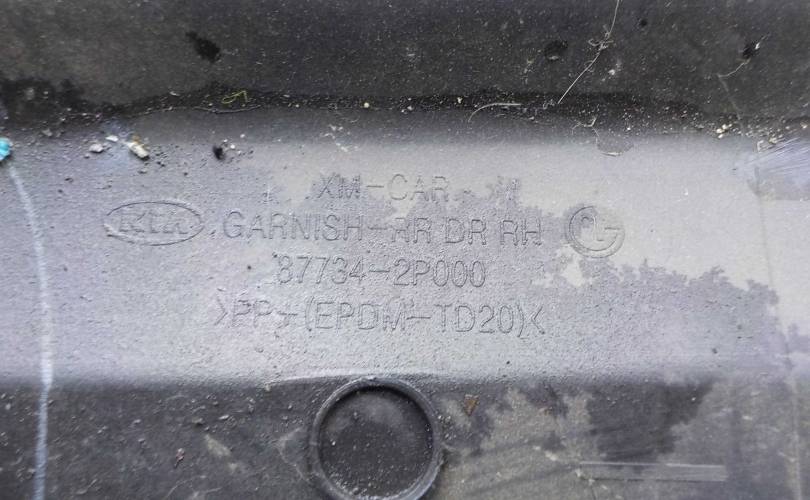 XM-CAR
KIA GARNISH-RR DR RH
87734-2P000
>PP+(EPDM-TD20)<